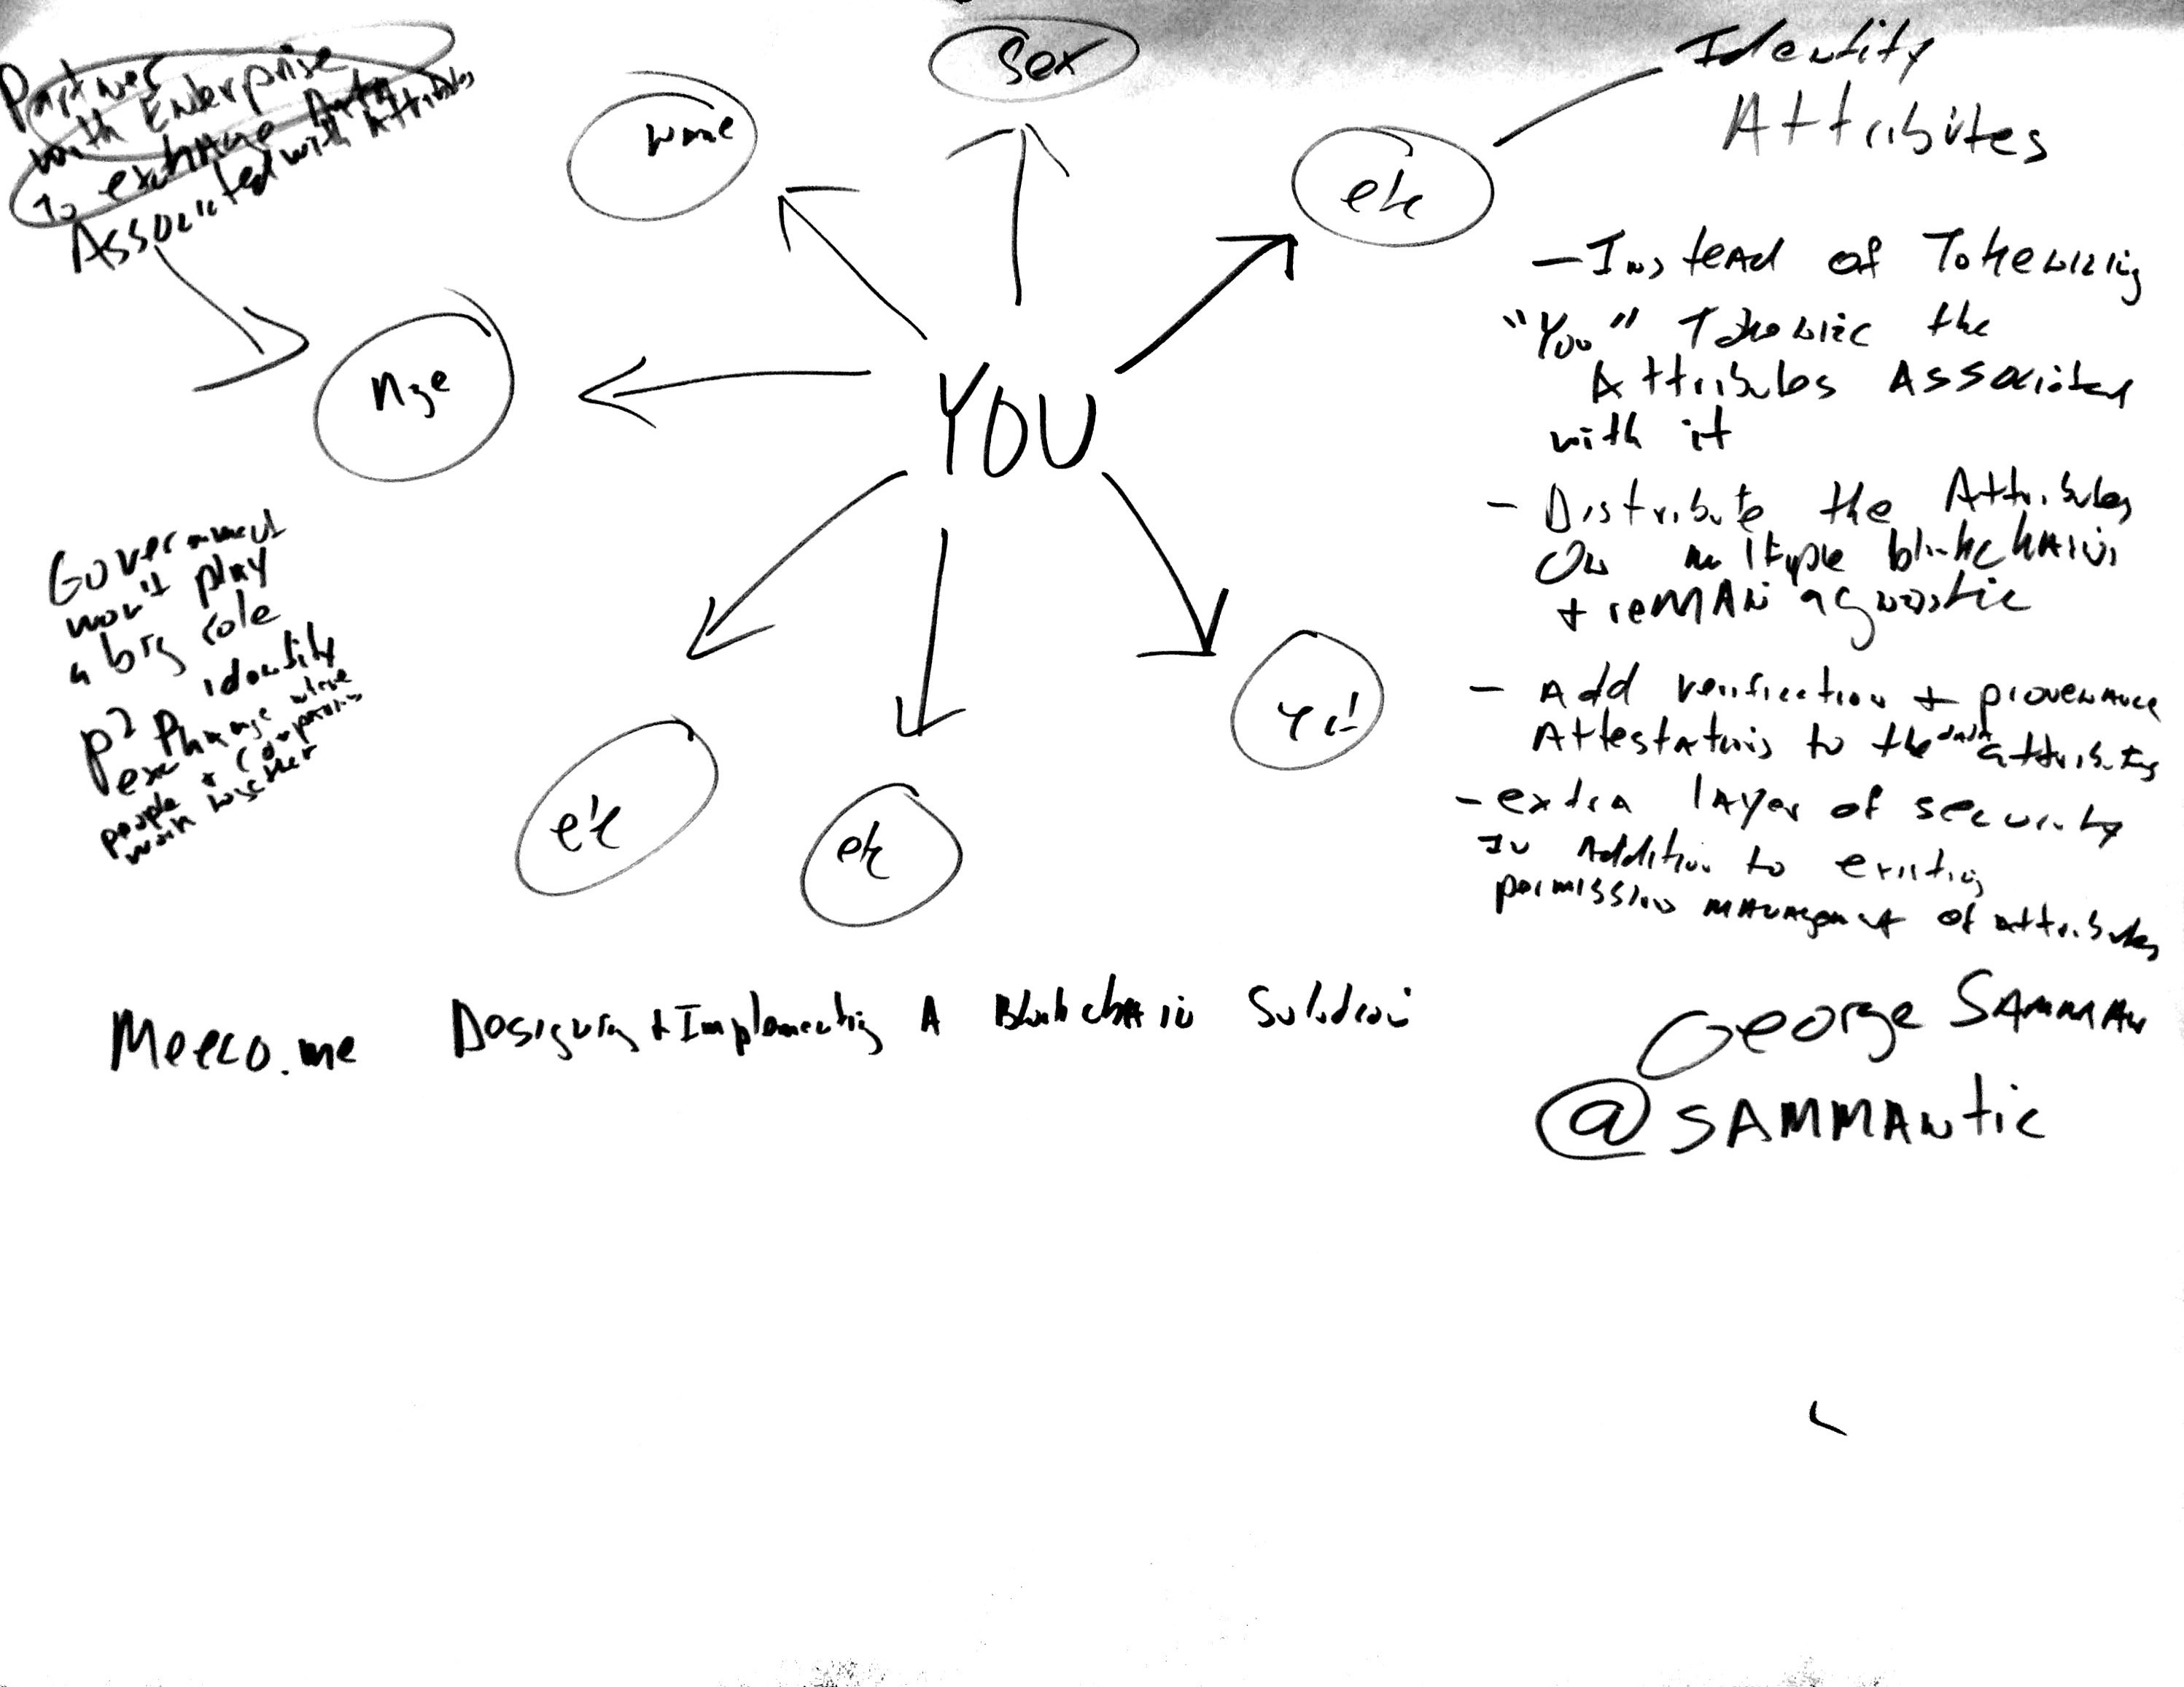 Partner
with Enterprise
To exchange Data
Associated with Attributes
name
Sex
etc
Identity
Attributes
Age
YOU
- Instead of Tokenizing
"You" Tokenize the
Attributes Associated
with it
- Distribute the Attributes
On multiple blockchains
+ remain agnostic
- Add verification + provenance
Attestations to the data attributes
- extra layer of security
In Addition to existing
permission management of attributes
Government
won't play
a big role
identity
exchange where
people + companies
work together
etc
etc
Meeco.me Designing + Implementing A Blockchain Solution
George SAMMAN
@SAMMANtic